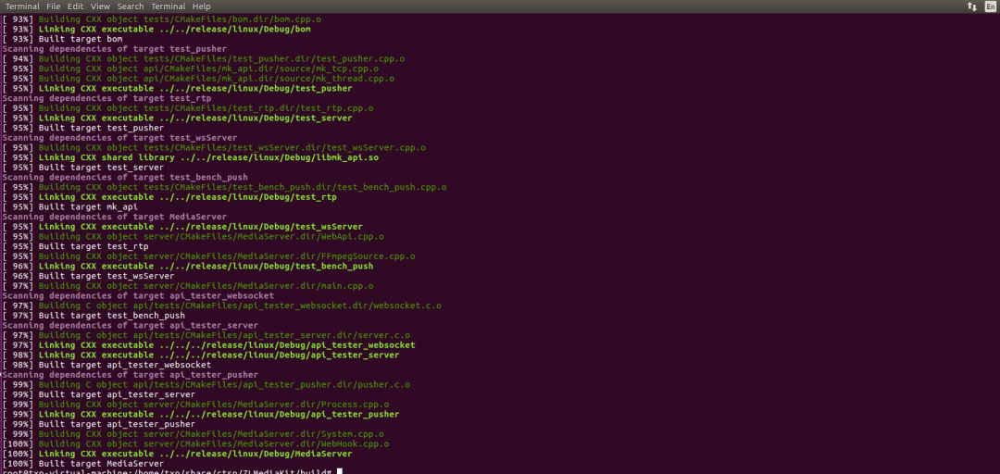 Terminal File Edit View Search Terminal Help En
[ 93%] Building CXX object tests/CMakeFiles/bom.dir/bom.cpp.o
[ 93%] Linking CXX executable ../../release/linux/Debug/bom
[ 93%] Built target bom
Scanning dependencies of target test_pusher
[ 94%] Building CXX object tests/CMakeFiles/test_pusher.dir/test_pusher.cpp.o
[ 95%] Building CXX object api/CMakeFiles/mk_api.dir/source/mk_tcp.cpp.o
[ 95%] Building CXX object api/CMakeFiles/mk_api.dir/source/mk_thread.cpp.o
[ 95%] Linking CXX executable ../../release/linux/Debug/test_pusher
Scanning dependencies of target test_rtp
[ 95%] Building CXX object tests/CMakeFiles/test_rtp.dir/test_rtp.cpp.o
[ 95%] Linking CXX executable ../../release/linux/Debug/test_server
[ 95%] Built target test_pusher
Scanning dependencies of target test_wsServer
[ 95%] Building CXX object tests/CMakeFiles/test_wsServer.dir/test_wsServer.cpp.o
[ 95%] Linking CXX shared library ../../release/linux/Debug/libmk_api.so
[ 95%] Built target test_server
Scanning dependencies of target test_bench_push
[ 95%] Building CXX object tests/CMakeFiles/test_bench_push.dir/test_bench_push.cpp.o
[ 95%] Linking CXX executable ../../release/linux/Debug/test_rtp
[ 95%] Built target mk_api
Scanning dependencies of target MediaServer
[ 95%] Linking CXX executable ../../release/linux/Debug/test_wsServer
[ 95%] Building CXX object server/CMakeFiles/MediaServer.dir/WebApi.cpp.o
[ 95%] Built target test_rtp
[ 95%] Building CXX object server/CMakeFiles/MediaServer.dir/FFmpegSource.cpp.o
[ 96%] Linking CXX executable ../../release/linux/Debug/test_bench_push
[ 96%] Built target test_wsServer
[ 97%] Building CXX object server/CMakeFiles/MediaServer.dir/main.cpp.o
Scanning dependencies of target api_tester_websocket
[ 97%] Building C object api/tests/CMakeFiles/api_tester_websocket.dir/websocket.c.o
[ 97%] Built target test_bench_push
Scanning dependencies of target api_tester_server
[ 97%] Building C object api/tests/CMakeFiles/api_tester_server.dir/server.c.o
[ 97%] Linking CXX executable ../../../release/linux/Debug/api_tester_websocket
[ 98%] Linking CXX executable ../../../release/linux/Debug/api_tester_server
[ 98%] Built target api_tester_websocket
Scanning dependencies of target api_tester_pusher
[ 99%] Building C object api/tests/CMakeFiles/api_tester_pusher.dir/pusher.c.o
[ 99%] Built target api_tester_server
[ 99%] Building CXX object server/CMakeFiles/MediaServer.dir/Process.cpp.o
[ 99%] Linking CXX executable ../../../release/linux/Debug/api_tester_pusher
[ 99%] Built target api_tester_pusher
[ 99%] Building CXX object server/CMakeFiles/MediaServer.dir/System.cpp.o
[100%] Building CXX object server/CMakeFiles/MediaServer.dir/WebHook.cpp.o
[100%] Linking CXX executable ../../release/linux/Debug/MediaServer
[100%] Built target MediaServer
root@txp-virtual-machine:/home/txp/share/rtsp/ZLMediaKit/build#